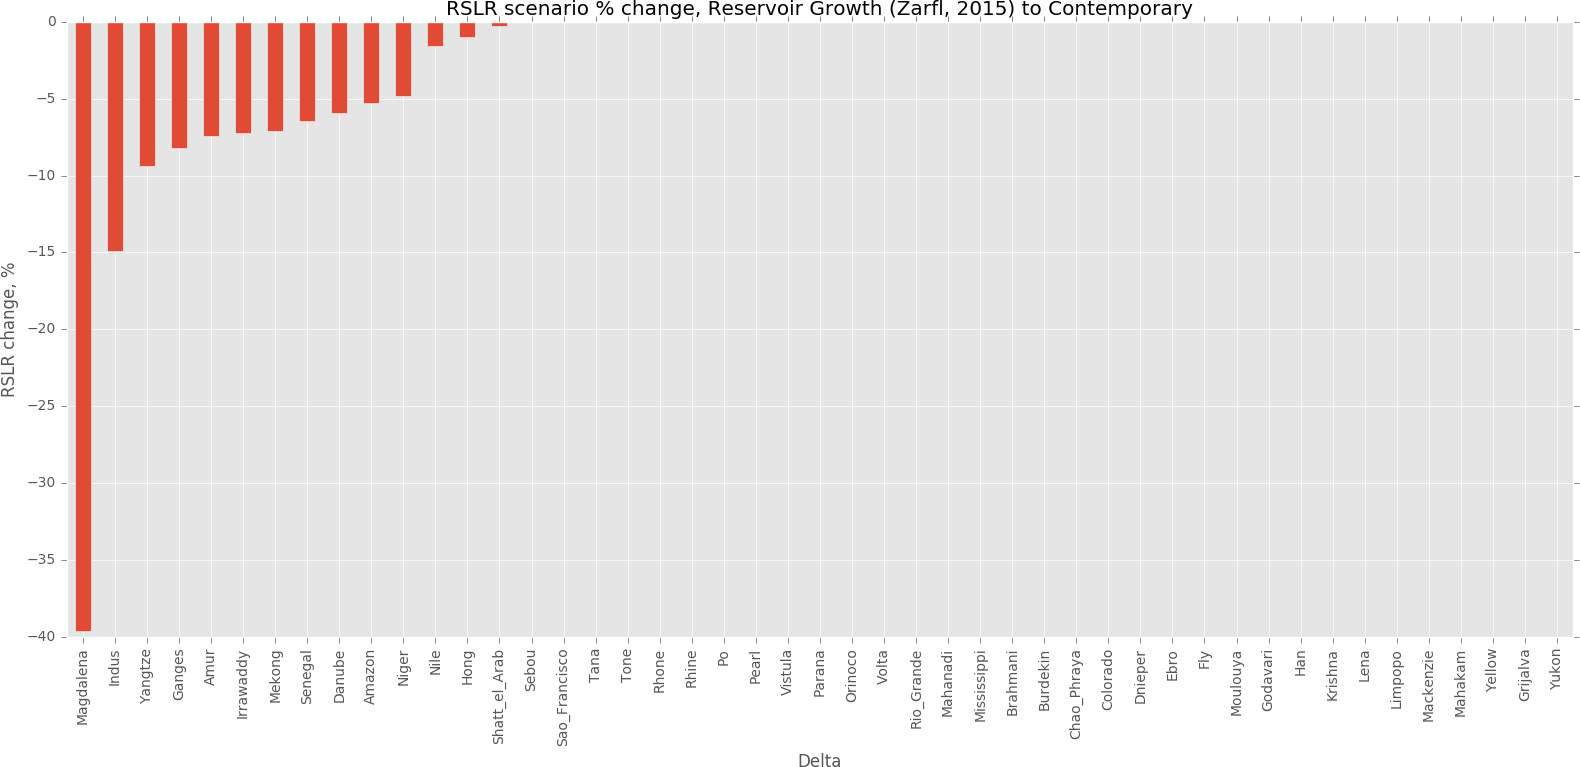 RSLR scenario % change, Reservoir Growth (Zarfl, 2015) to Contemporary
0
−5
−10
−15
−20
−25
−30
−35
−40
RSLR change, %
Magdalena
Indus
Yangtze
Ganges
Amur
Irrawaddy
Mekong
Senegal
Danube
Amazon
Niger
Nile
Hong
Shatt_el_Arab
Sebou
Sao_Francisco
Tana
Tone
Rhone
Rhine
Po
Pearl
Vistula
Parana
Orinoco
Volta
Rio_Grande
Mahanadi
Mississippi
Brahmani
Burdekin
Chao_Phraya
Colorado
Dnieper
Ebro
Fly
Moulouya
Godavari
Han
Krishna
Lena
Limpopo
Mackenzie
Mahakam
Yellow
Grijalva
Yukon
Delta